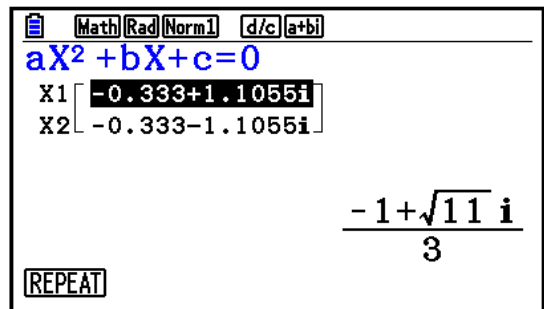 Math Rad Norm1 d/c a+bi
aX² +bX+c=0
X1 -0.333+1.1055i
X2 -0.333-1.1055i
-1+√11 i
3
REPEAT